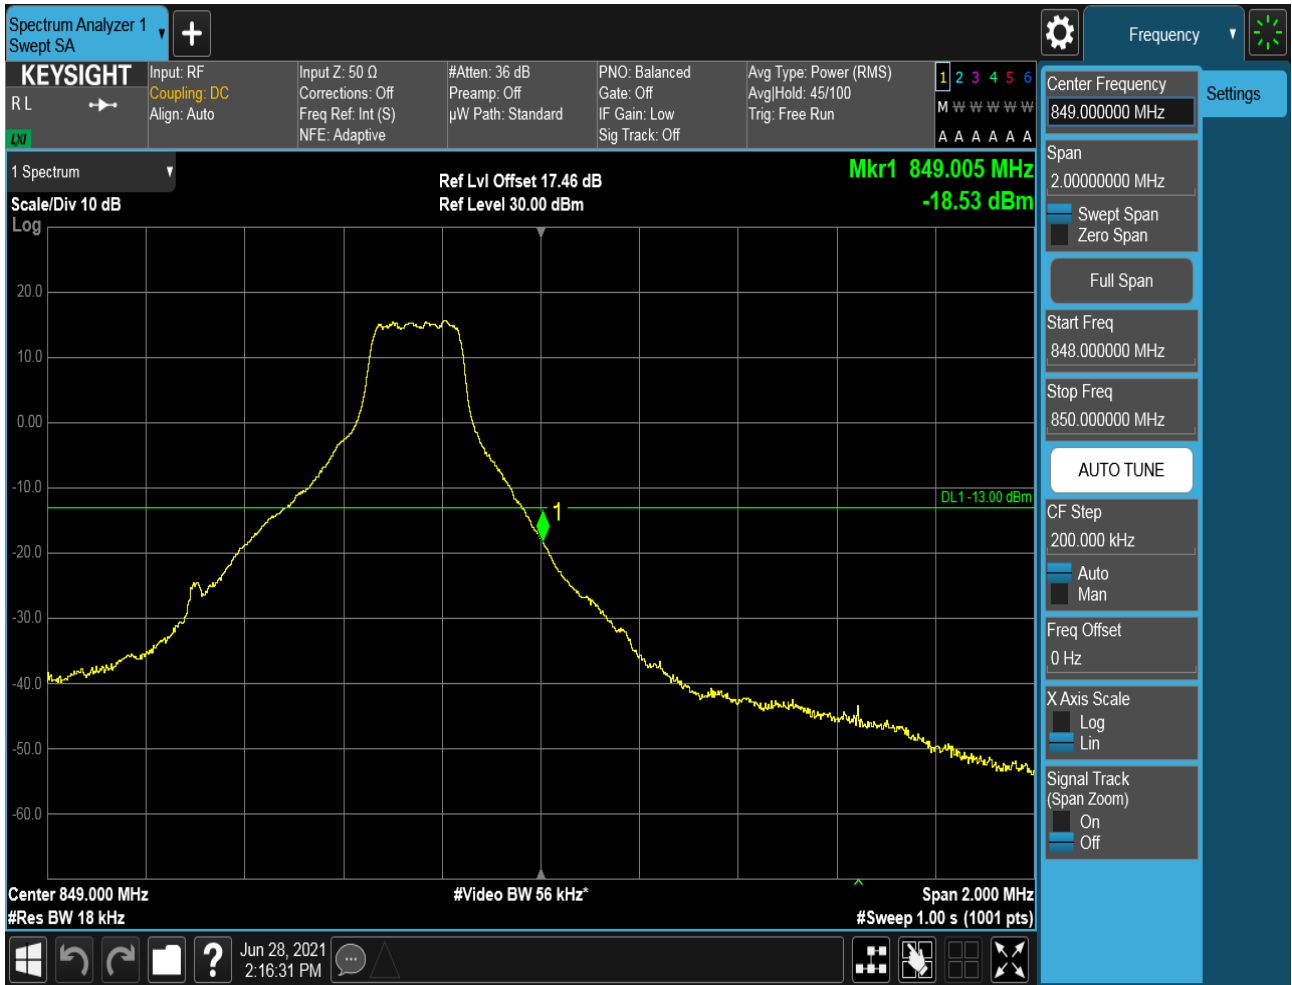 Spectrum Analyzer 1
Swept SA
Frequency
KEYSIGHT
R L
LXI
Input: RF
Coupling: DC
Align: Auto
Input Z: 50 Ω
Corrections: Off
Freq Ref: Int (S)
NFE: Adaptive
#Atten: 36 dB
Preamp: Off
µW Path: Standard
PNO: Balanced
Gate: Off
IF Gain: Low
Sig Track: Off
Avg Type: Power (RMS)
Avg|Hold: 45/100
Trig: Free Run
1 2 3 4 5 6
M W W W W W
A A A A A A
1 Spectrum
Scale/Div 10 dB
Log
Ref Lvl Offset 17.46 dB
Ref Level 30.00 dBm
Mkr1 849.005 MHz
-18.53 dBm
20.0
10.0
0.00
-10.0
-20.0
-30.0
-40.0
-50.0
-60.0
DL1 -13.00 dBm
1
Center 849.000 MHz
#Res BW 18 kHz
#Video BW 56 kHz*
Span 2.000 MHz
#Sweep 1.00 s (1001 pts)
Jun 28, 2021
2:16:31 PM
Center Frequency
849.000000 MHz
Settings
Span
2.00000000 MHz
Swept Span
Zero Span
Full Span
Start Freq
848.000000 MHz
Stop Freq
850.000000 MHz
AUTO TUNE
CF Step
200.000 kHz
Auto
Man
Freq Offset
0 Hz
X Axis Scale
Log
Lin
Signal Track
(Span Zoom)
On
Off